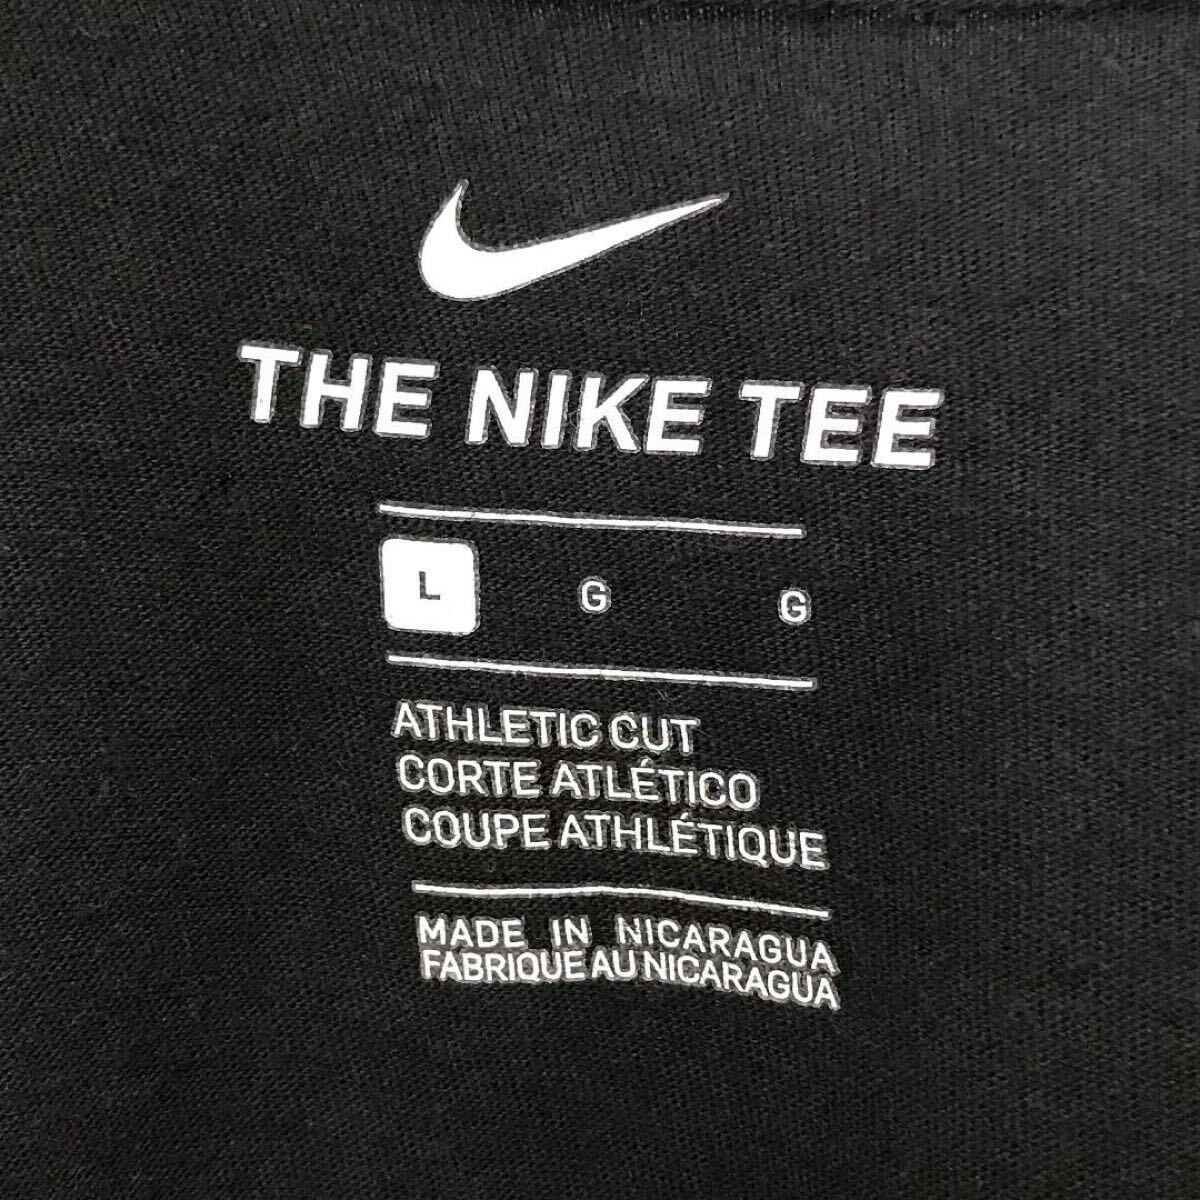 THE NIKE TEE
L G G
ATHLETIC CUT
CORTE ATLÉTICO
COUPE ATHLÉTIQUE
MADE IN NICARAGUA
FABRIQUE AU NICARAGUA